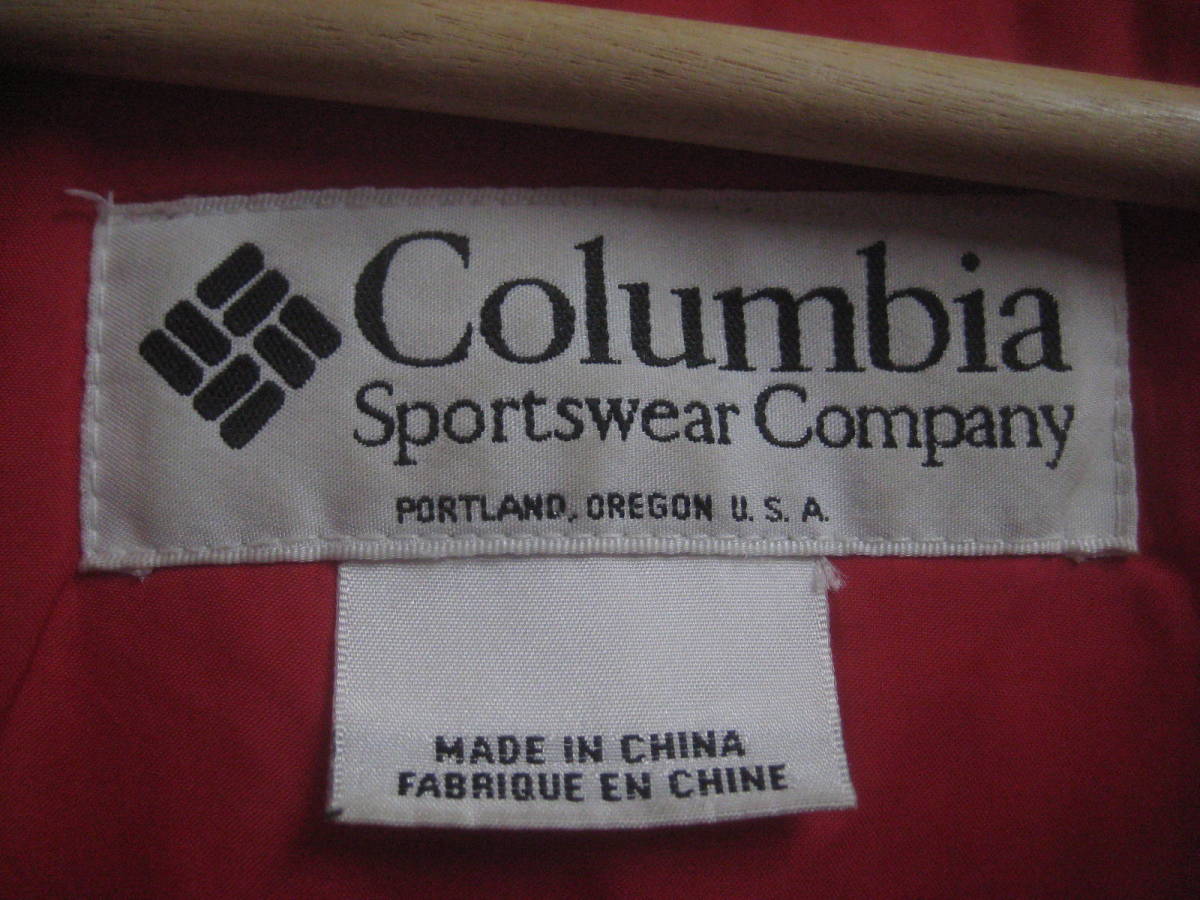 Columbia
Sportswear Company
PORTLAND, OREGON U. S. A.
MADE IN CHINA
FABRIQUE EN CHINE